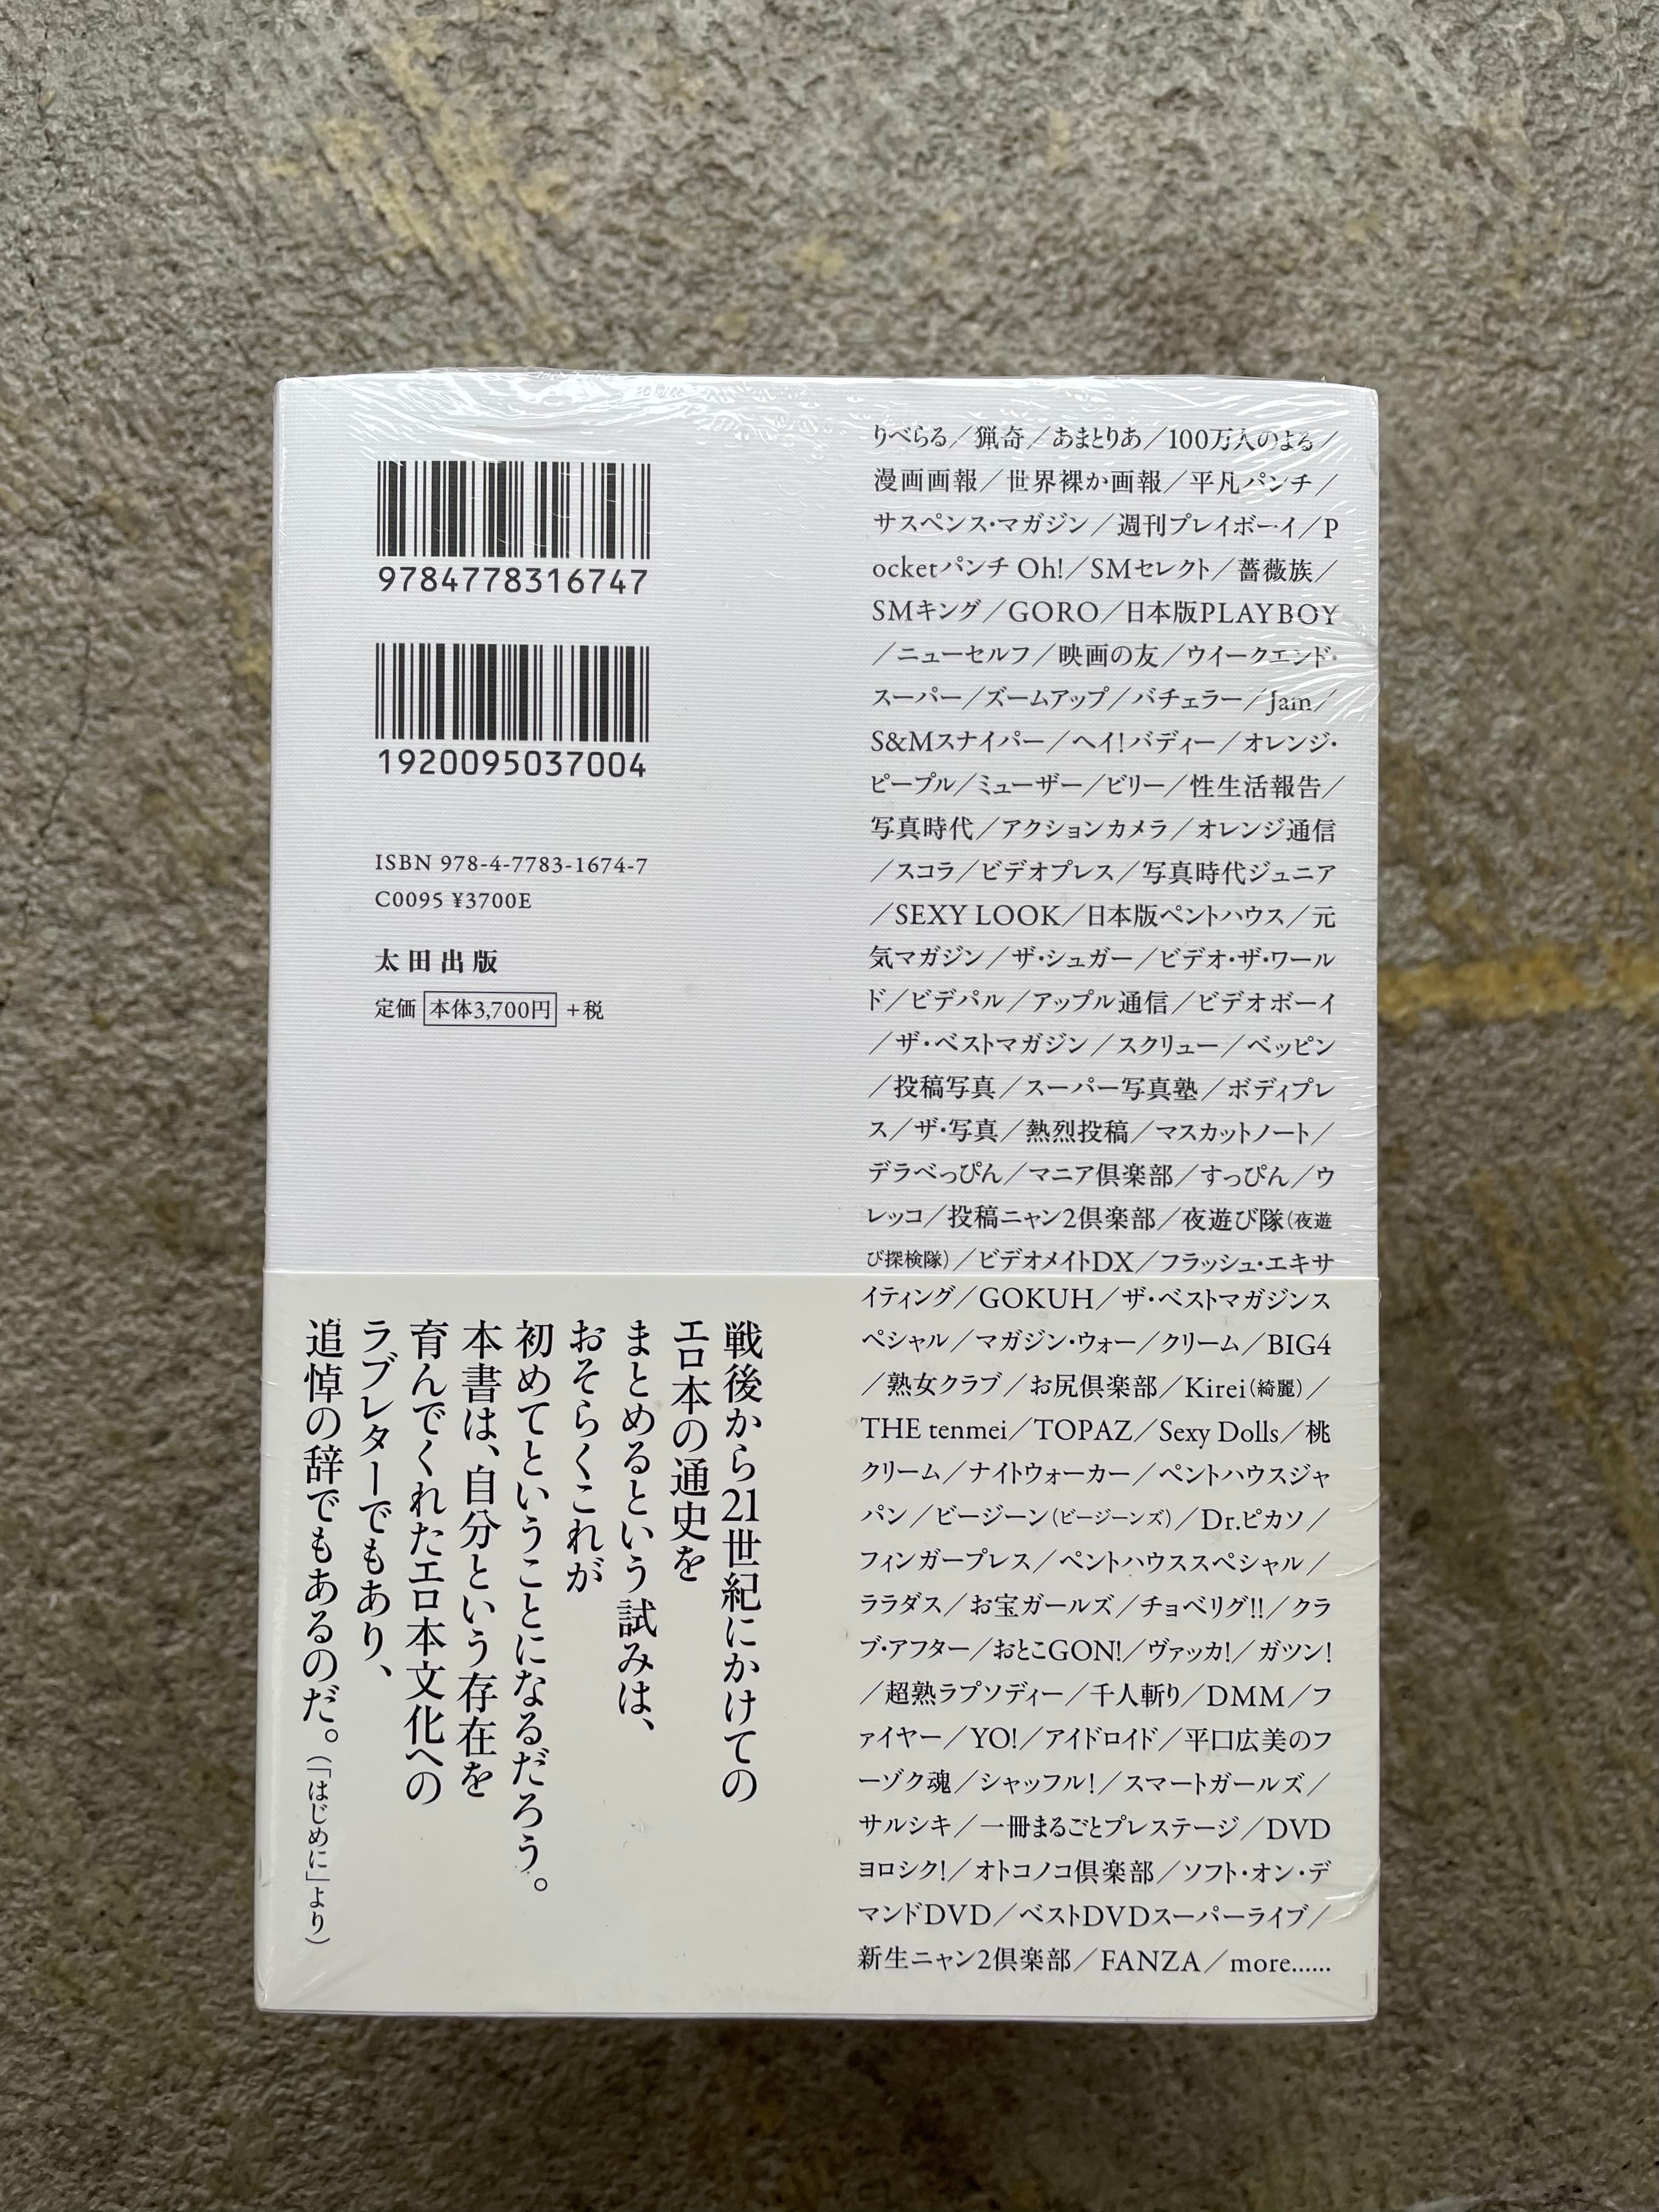 9784778316747
1920095037004
ISBN 978-4-7783-1674-7
C0095 ¥3700E
太田出版
定価 本体3,700円 +税
りべらる／猟奇／あまとりあ／100万人のよる／
漫画画報／世界裸か画報／平凡パンチ／
サスペンス・マガジン／週刊プレイボーイ／P
ocketパンチ Oh!／SMセレクト／薔薇族／
SMキング／GORO／日本版PLAYBOY
／ニューセルフ／映画の友／ウイークエンド・
スーパー／ズームアップ／バチェラー／Jam／
S&Mスナイパー／ヘイ!バディー／オレンジ・
ピープル／ミューザー／ビリー／性生活報告／
写真時代／アクションカメラ／オレンジ通信
／スコラ／ビデオプレス／写真時代ジュニア
／SEXY LOOK／日本版ペントハウス／元
気マガジン／ザ・シュガー／ビデオ・ザ・ワール
ド／ビデパル／アップル通信／ビデオボーイ
／ザ・ベストマガジン／スクリュー／ベッピン
／投稿写真／スーパー写真塾／ボディプレ
ス／ザ・写真／熱烈投稿／マスカットノート／
デラべっぴん／マニア倶楽部／すっぴん／ウ
レッコ／投稿ニャン2倶楽部／夜遊び隊（夜遊
び探検隊）／ビデオメイトDX／フラッシュ・エキサ
イティング／GOKUH／ザ・ベストマガジンス
ペシャル／マガジン・ウォー／クリーム／BIG4
／熟女クラブ／お尻倶楽部／Kirei（綺麗）／
THE tenmei／TOPAZ／Sexy Dolls／桃
クリーム／ナイトウォーカー／ペントハウスジャ
パン／ビージーン（ビージーンズ）／Dr.ピカソ／
フィンガープレス／ペントハウススペシャル／
ララダス／お宝ガールズ／チョベリグ!!／クラ
ブ・アフター／おとこGON!／ヴァッカ!／ガツン!
／超熟ラプソディー／千人斬り／DMM／フ
ァイヤー／YO!／アイドロイド／平口広美のフ
ーゾク魂／シャッフル!／スマートガールズ／
サルシキ／一冊まるごとプレステージ／DVD
ヨロシク!／オトコノコ倶楽部／ソフト・オン・デ
マンドDVD／ベストDVDスーパーライブ／
新生ニャン2倶楽部／FANZA／more......
戦後から21世紀にかけての
エロ本の通史を
まとめるという試みは、
おそらくこれが
初めてということになるだろう。
本書は、自分という存在を
育んでくれたエロ本文化への
ラブレターでもあり、
追悼の辞でもあるのだ。（「はじめに」より）